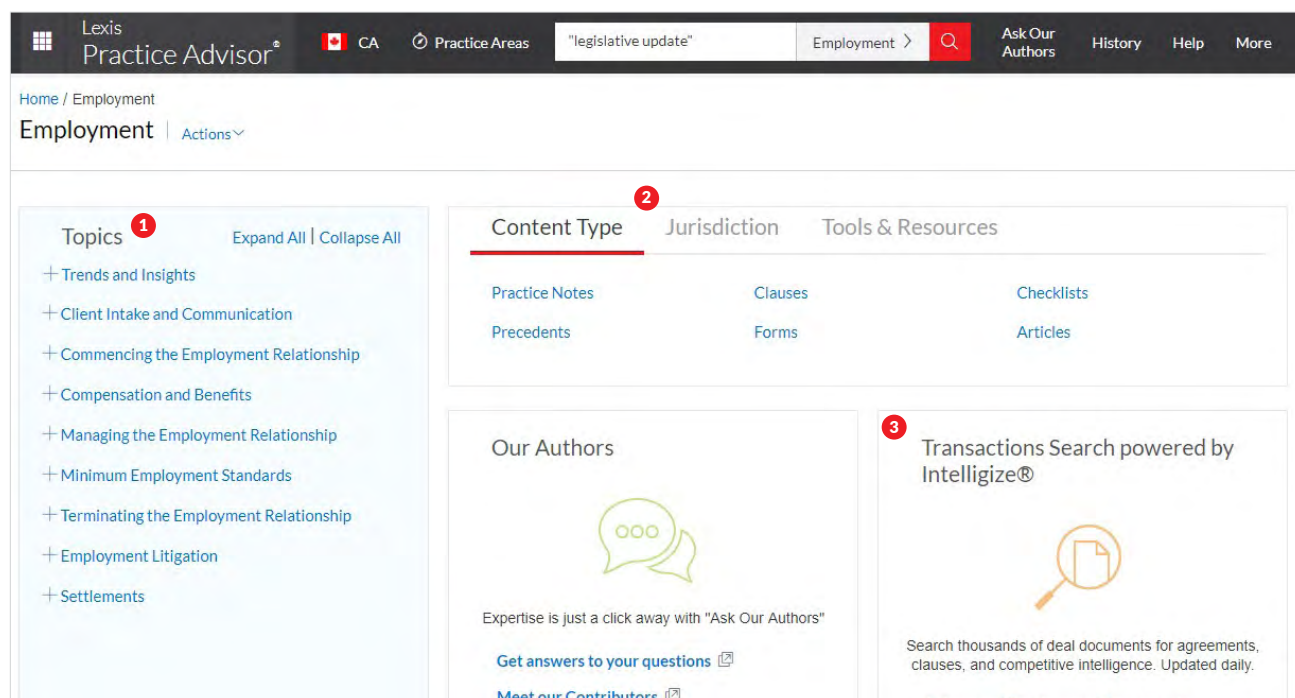 Lexis
Practice Advisor®
CA
Practice Areas
"legislative update"
Employment >
Ask Our
Authors
History
Help
More
Home / Employment
Employment
Actions
Topics
1
Expand All | Collapse All
Trends and Insights
Client Intake and Communication
Commencing the Employment Relationship
Compensation and Benefits
Managing the Employment Relationship
Minimum Employment Standards
Terminating the Employment Relationship
Employment Litigation
Settlements
2
Content Type
Jurisdiction
Tools & Resources
Practice Notes
Clauses
Checklists
Precedents
Forms
Articles
Our Authors
Expertise is just a click away with "Ask Our Authors"
Get answers to your questions
Meet our Contributors
3
Transactions Search powered by
Intelligize®
Search thousands of deal documents for agreements,
clauses, and competitive intelligence. Updated daily.